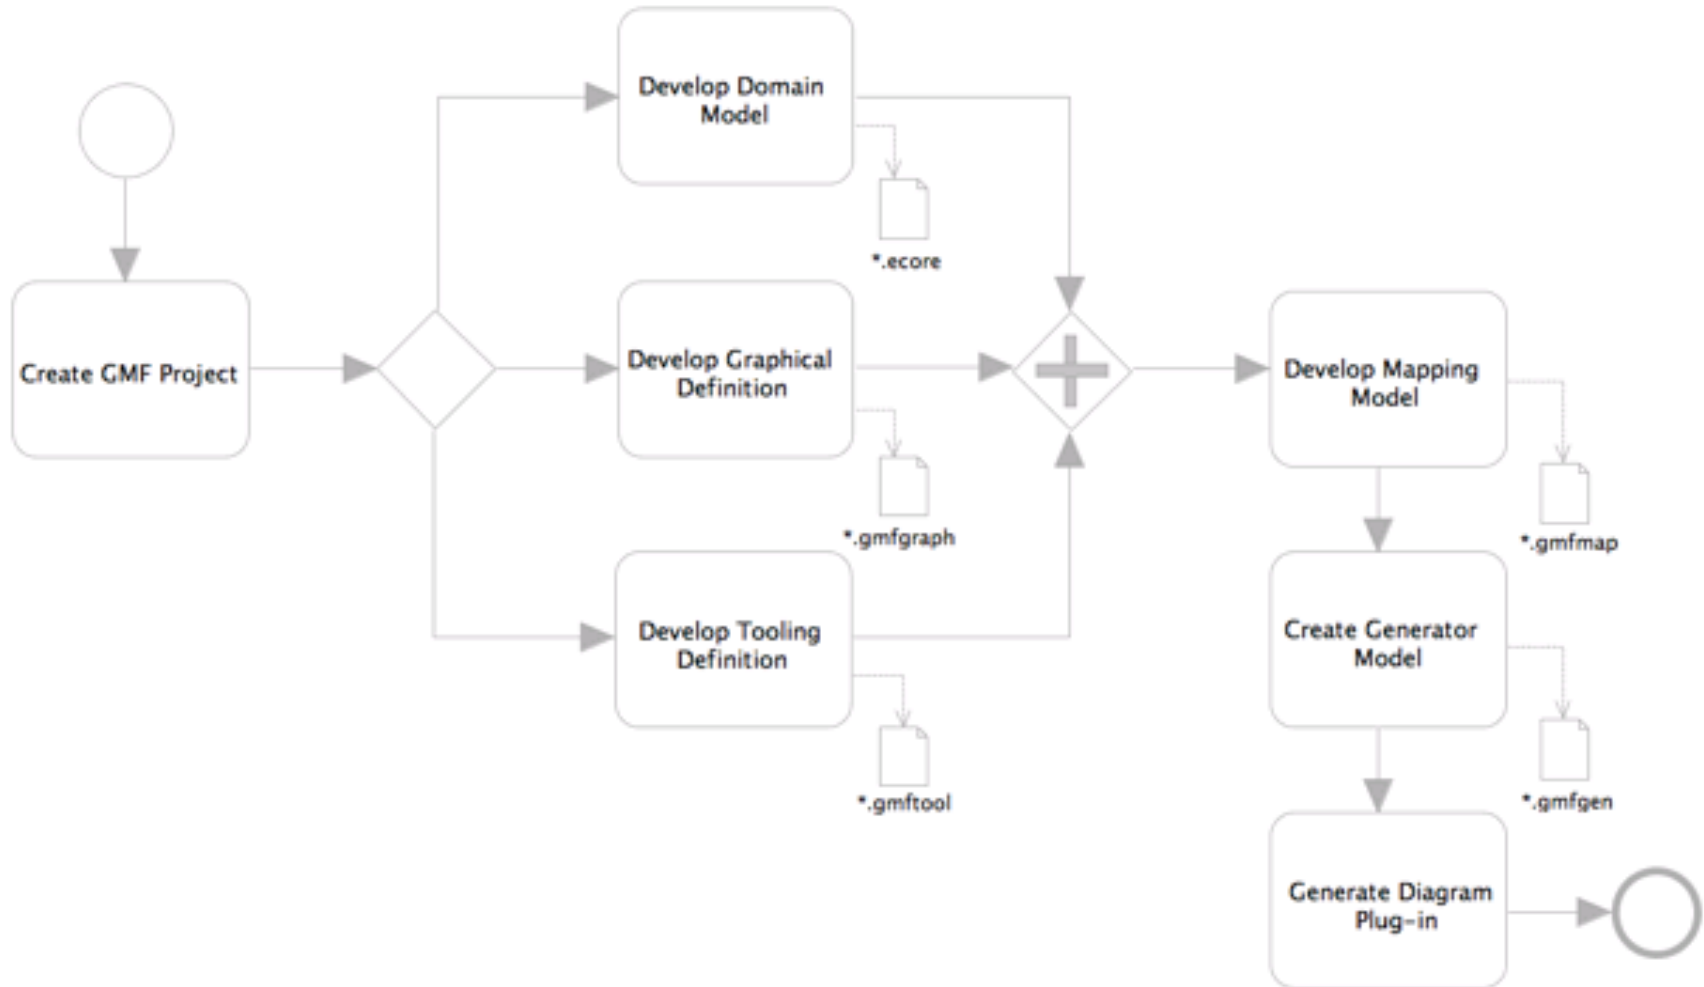 Develop Domain
Model
*.ecore
Create GMF Project
Develop Graphical
Definition
*.gmfgraph
Develop Tooling
Definition
*.gmftool
Develop Mapping
Model
*.gmfmap
Create Generator
Model
*.gmfgen
Generate Diagram
Plug-in